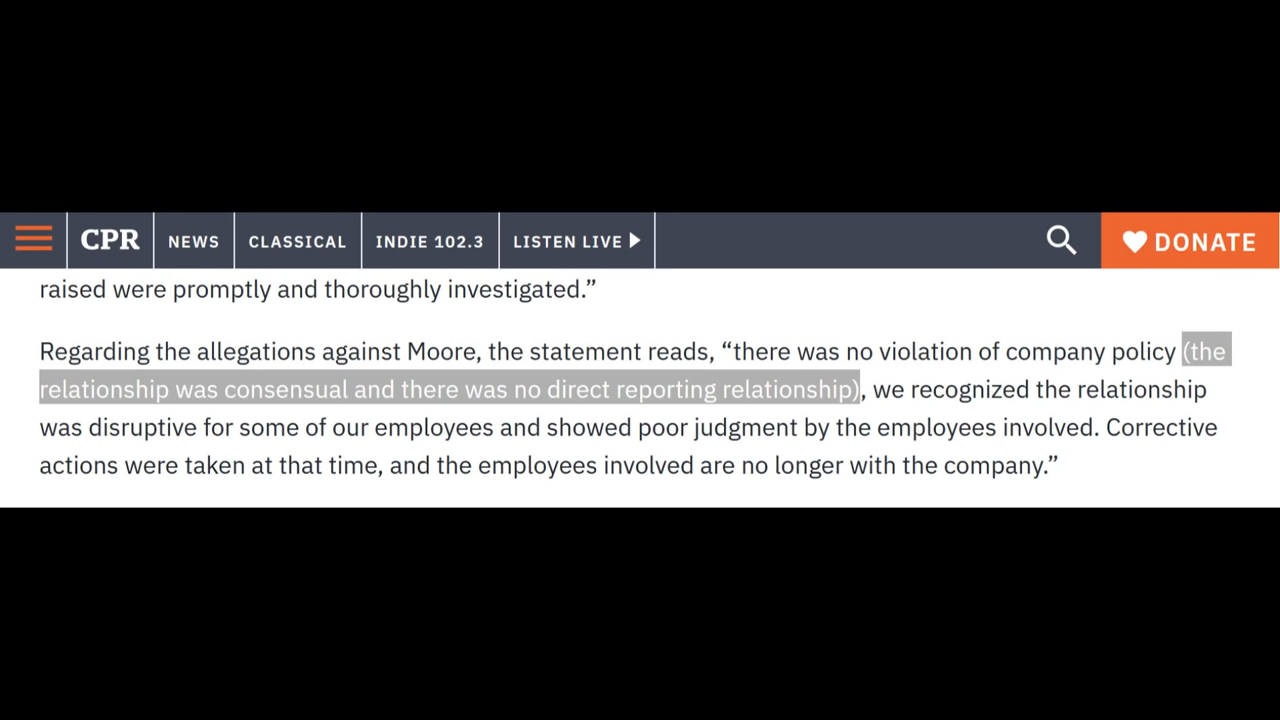 CPR NEWS CLASSICAL INDIE 102.3 LISTEN LIVE DONATE
raised were promptly and thoroughly investigated.”
Regarding the allegations against Moore, the statement reads, “there was no violation of company policy (the
relationship was consensual and there was no direct reporting relationship), we recognized the relationship
was disruptive for some of our employees and showed poor judgment by the employees involved. Corrective
actions were taken at that time, and the employees involved are no longer with the company.”